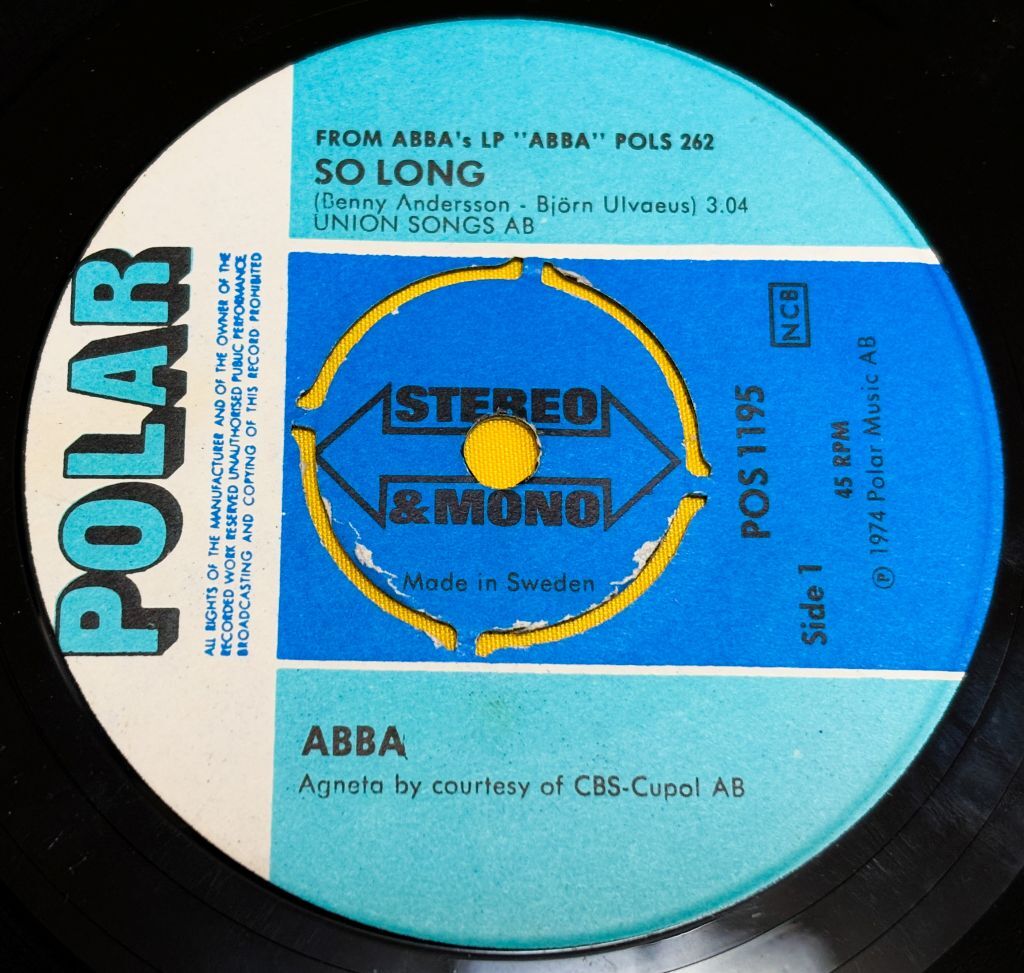 FROM ABBA's LP "ABBA" POLS 262
SO LONG
(Benny Andersson - Björn Ulvaeus) 3.04
UNION SONGS AB
POLAR
ALL RIGHTS OF THE MANUFACTURER AND OF THE OWNER OF THE
RECORDED WORK RESERVED UNAUTHORISED PUBLIC PERFORMANCE
BROADCASTING AND COPYING OF THIS RECORD PROHIBITED
STEREO
& MONO
Made in Sweden
NCB
POS 1195
Side 1
45 RPM
℗ 1974 Polar Music AB
ABBA
Agneta by courtesy of CBS-Cupol AB